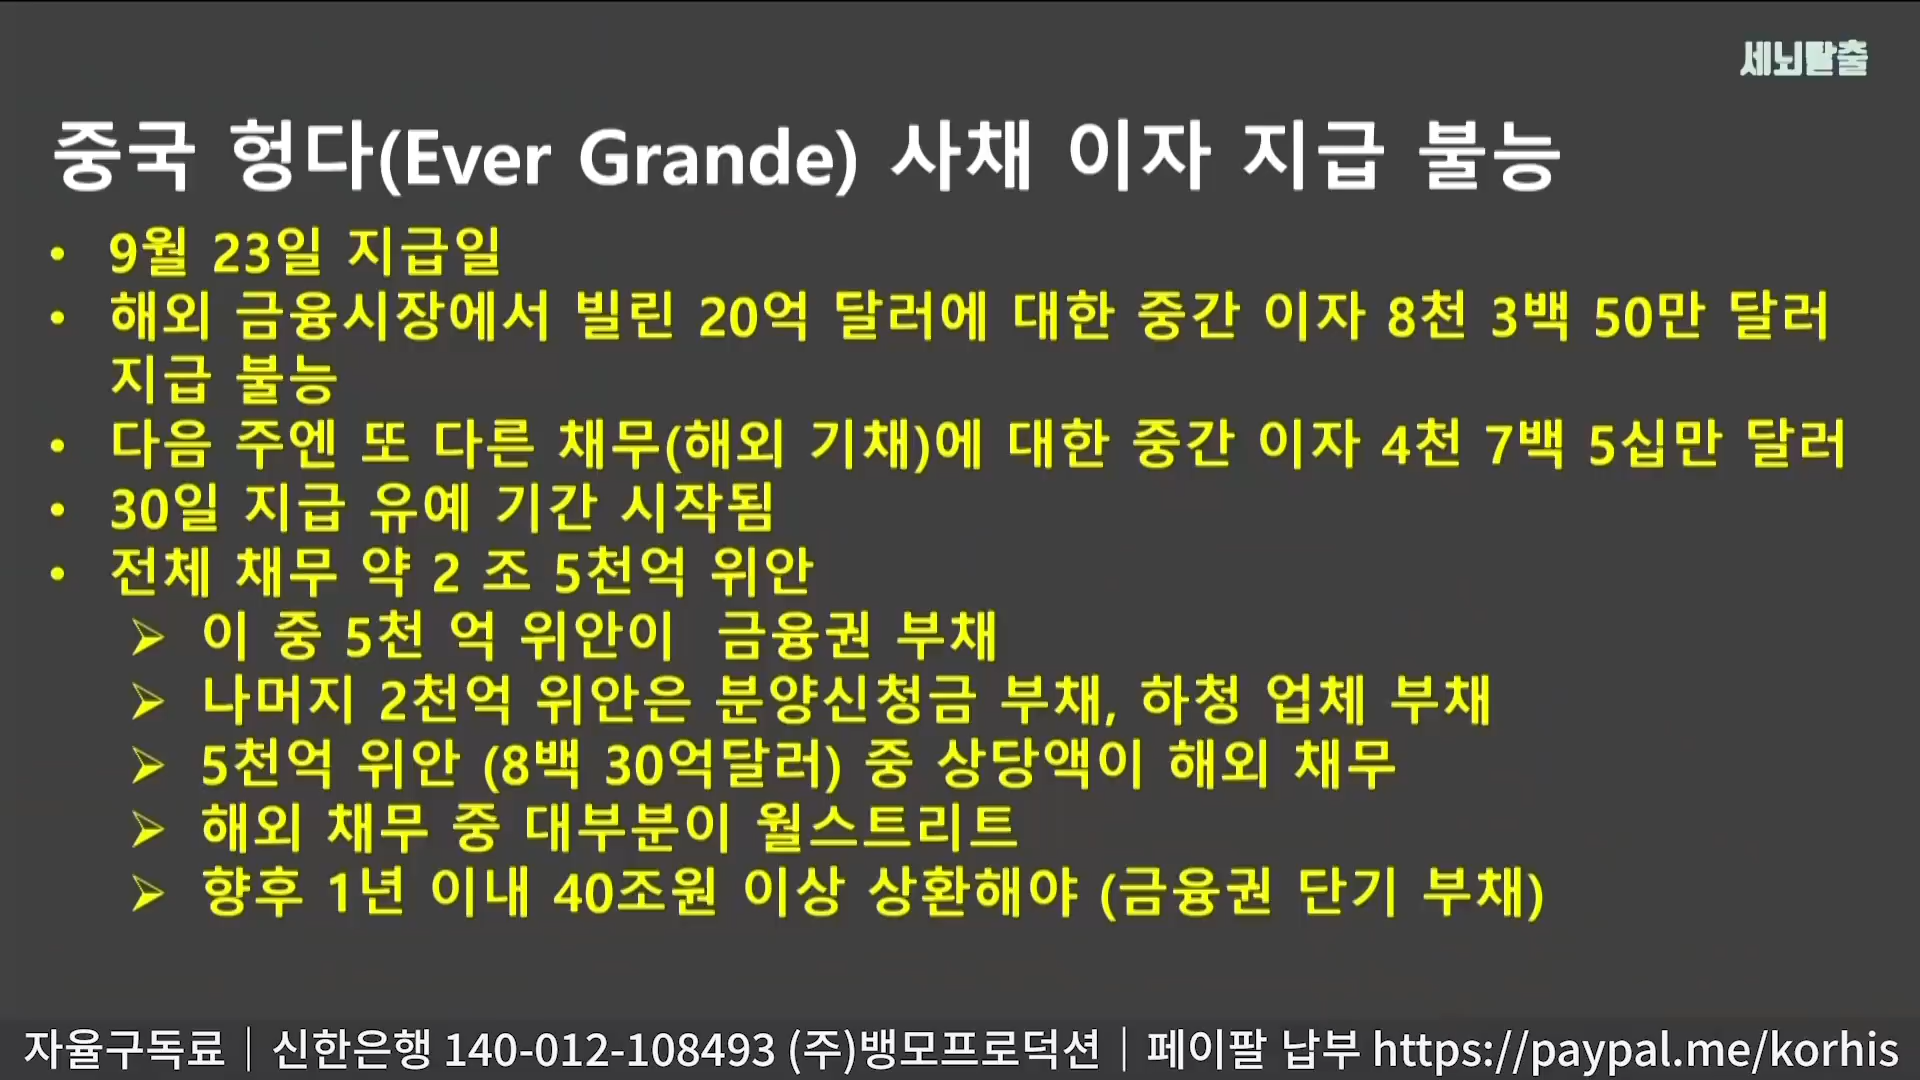 세뇌탈출
중국 헝다(Ever Grande) 사채 이자 지급 불능
• 9월 23일 지급일
• 해외 금융시장에서 빌린 20억 달러에 대한 중간 이자 8천 3백 50만 달러
지급 불능
• 다음 주엔 또 다른 채무(해외 기채)에 대한 중간 이자 4천 7백 5십만 달러
• 30일 지급 유예 기간 시작됨
• 전체 채무 약 2 조 5천억 위안
➢ 이 중 5천 억 위안이 금융권 부채
➢ 나머지 2천억 위안은 분양신청금 부채, 하청 업체 부채
➢ 5천억 위안 (8백 30억달러) 중 상당액이 해외 채무
➢ 해외 채무 중 대부분이 월스트리트
➢ 향후 1년 이내 40조원 이상 상환해야 (금융권 단기 부채)
자율구독료｜신한은행 140-012-108493 (주)뱅모프로덕션｜페이팔 납부 https://paypal.me/korhis